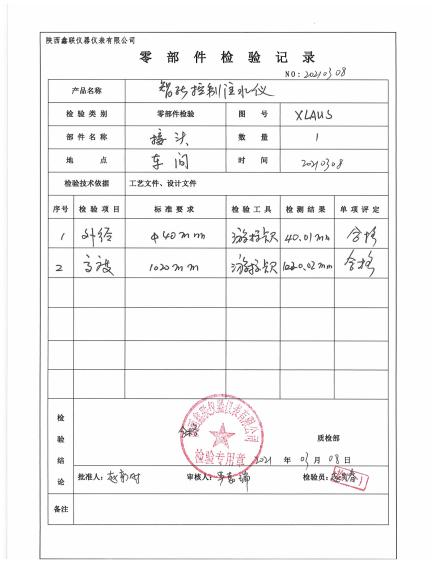 陕西鑫联仪器仪表有限公司
零部件检验记录
NO: 20210308
产品名称 智能控制注水仪
检验类别 零部件检验 图号 XLAUS
部件名称 接头 数量 1
地点 车间 时间 20210308
检验技术依据 工艺文件、设计文件
序号 检验项目 标准要求 检验工具 检测结果 单项评定
1 外径 φ40mm 游标卡尺 40.01mm 合格
2 高度 1020mm 游标卡尺 1020.02mm 合格
检验结论 合格
陕西鑫联仪器仪表有限公司
检验专用章
质检部
2021年03月08日
批准人: 审核人: 检验员:
备注